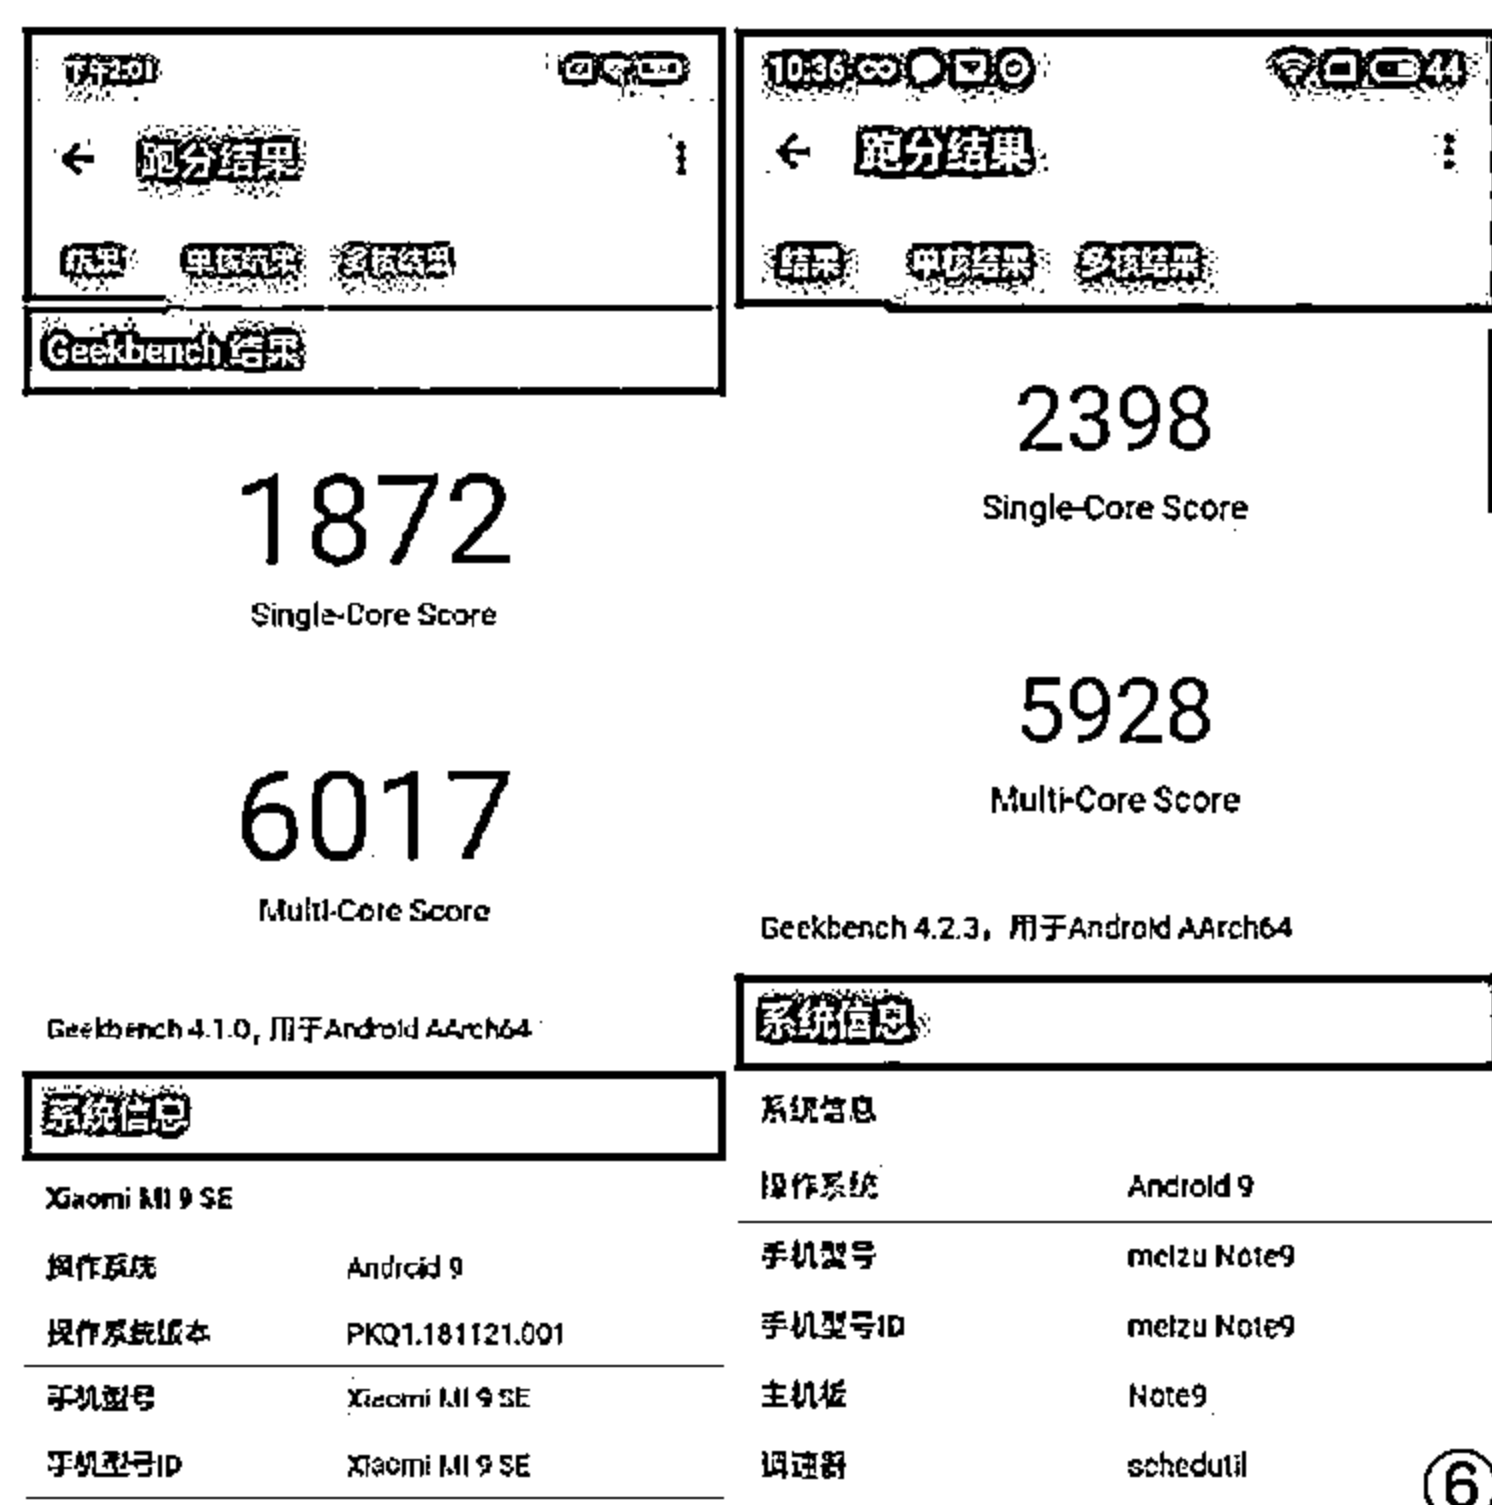 下午2:01
跑分结果
结果 单核结果 多核结果
Geekbench 结果
1872
Single-Core Score
6017
Multi-Core Score
Geekbench 4.1.0, 用于Android AArch64
系统信息
Xiaomi MI 9 SE
操作系统 Android 9
操作系统版本 PKQ1.181121.001
手机型号 Xiaomi MI 9 SE
手机型号ID Xiaomi MI 9 SE
10:36 44
跑分结果
结果 单核结果 多核结果
2398
Single-Core Score
5928
Multi-Core Score
Geekbench 4.2.3, 用于Android AArch64
系统信息
系统信息
操作系统 Android 9
手机型号 meizu Note9
手机型号ID meizu Note9
主机板 Note9
调速器 schedutil
⑥